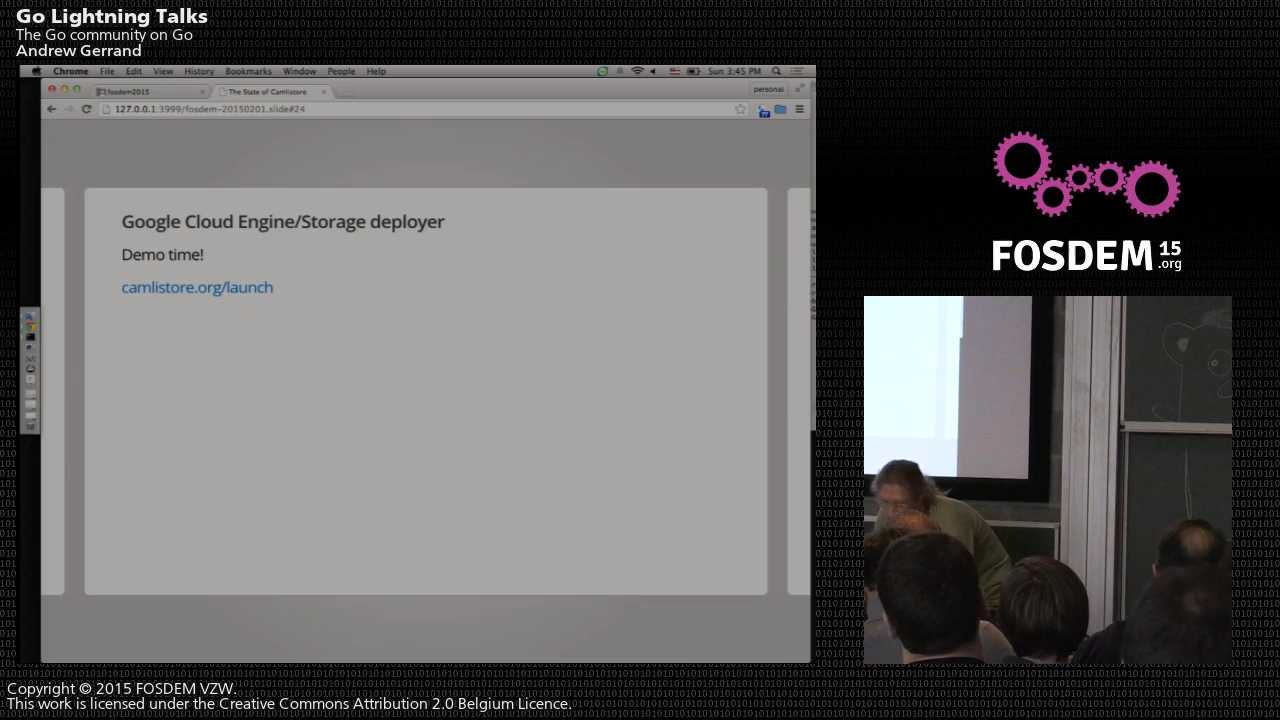 Go Lightning Talks
The Go community on Go
Andrew Gerrand
Chrome File Edit View History Bookmarks Window People Help
Sun 3:45 PM
fosdem2015
The State of Camlistore
personal
127.0.0.1:3999/fosdem-20150201.slide#24
Google Cloud Engine/Storage deployer
Demo time!
camlistore.org/launch
FOSDEM 15
.org
Copyright © 2015 FOSDEM VZW.
This work is licensed under the Creative Commons Attribution 2.0 Belgium Licence.